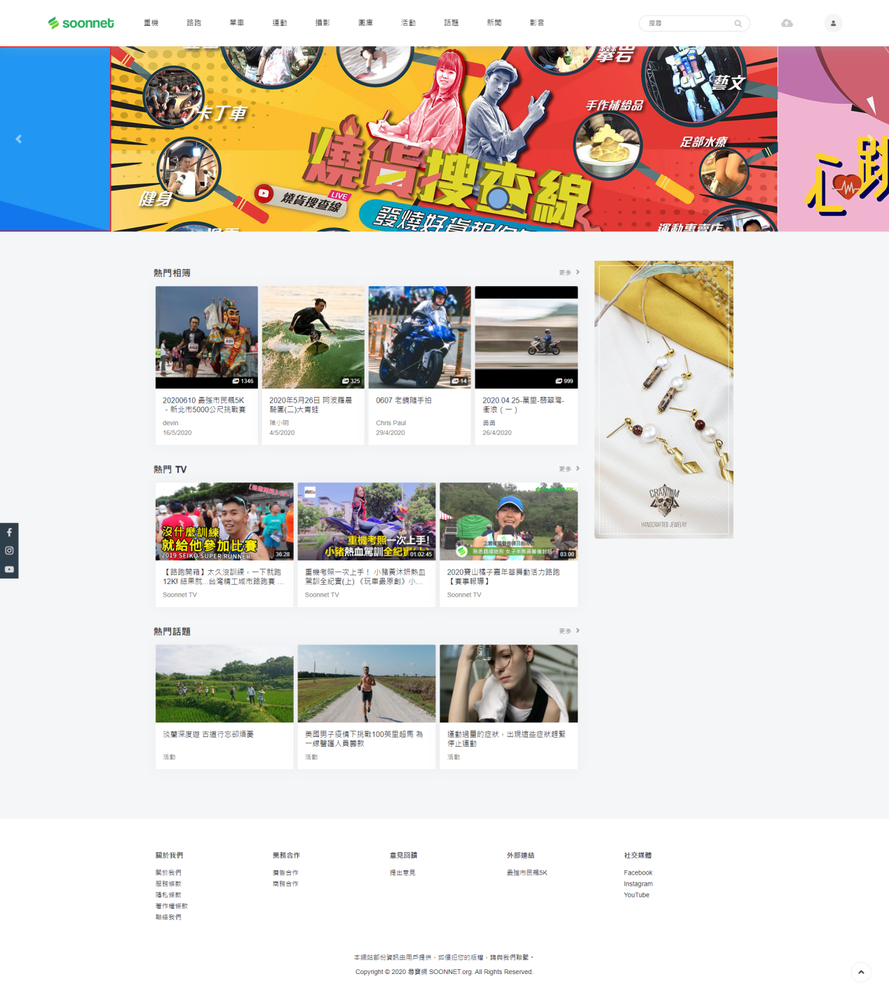 soonnet
重機 路跑 單車 運動 攝影 圖庫 活動 話題 新聞 影音
搜尋
攀岩
藝文
卡丁車
手作補給品
足部水療
健身
燒貨搜查線
LIVE
燒貨搜查線
運動專賣店
心跳
熱門相簿
更多
1346
325
14
999
20200610 最強市民飆5K
- 新北市5000公尺挑戰賽
devin
16/5/2020
2020年5月26日 阿波羅晨
騎團(二)大青蛙
陳小明
4/5/2020
0607 老鏡隨手拍
Chris Paul
29/4/2020
2020.04.25-萬里-翡翠灣-
衝浪（一）
黃黃
26/4/2020
熱門 TV
更多
沒什麼訓練
就給他參加比賽
2019 SEIKO SUPER RUNNER
36:28
重機考照一次上手!
小豬熱血駕訓全紀實(上)
01:02:45
03:00
【路跑開箱】太久沒訓練，一下就跑
12K! 結果就...台灣精工城市路跑賽 ...
Soonnet TV
重機考照一次上手！ 小豬黃沐妍熱血
駕訓全紀實(上) 《玩車最原創》小...
Soonnet TV
2020寶山橘子嘉年華舞動活力路跑
【賽事報導】
Soonnet TV
CRANIUM
HANDCRAFTED JEWELRY
熱門話題
更多
淡蘭深度遊 古道行忘卻煩憂
活動
美國男子疫情下挑戰100英里超馬 為
一線醫護人員籌款
活動
運動過量的症狀，出現這些症狀趕緊
停止運動
活動
關於我們
關於我們
服務條款
隱私條款
著作權條款
聯絡我們
業務合作
廣告合作
商務合作
意見回饋
提出意見
外部連結
最強市民飆5K
社交媒體
Facebook
Instagram
YouTube
本網站部份資訊由用戶提供，如侵犯您的版權，請與我們聯繫。
Copyright © 2020 尋寶網 SOONNET.org. All Rights Reserved.